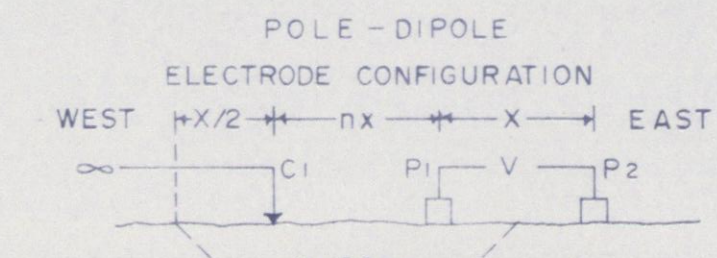 POLE-DIPOLE
ELECTRODE CONFIGURATION
WEST X/2 nx X EAST
∞ C1 P1 V P2